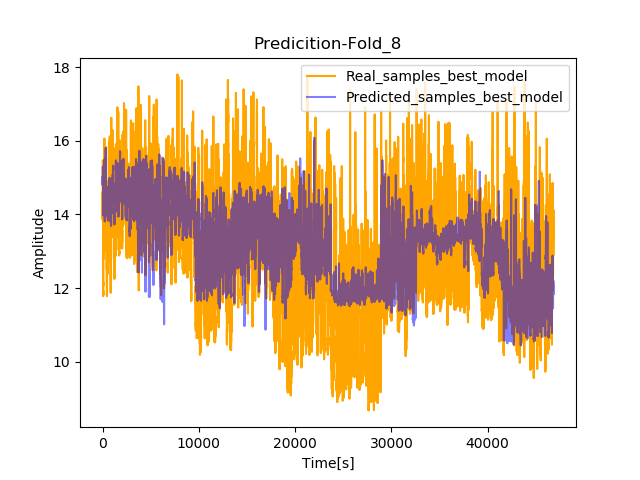 Predicition-Fold_8
Real_samples_best_model
Predicted_samples_best_model
Amplitude
18
16
14
12
10
0 10000 20000 30000 40000
Time[s]